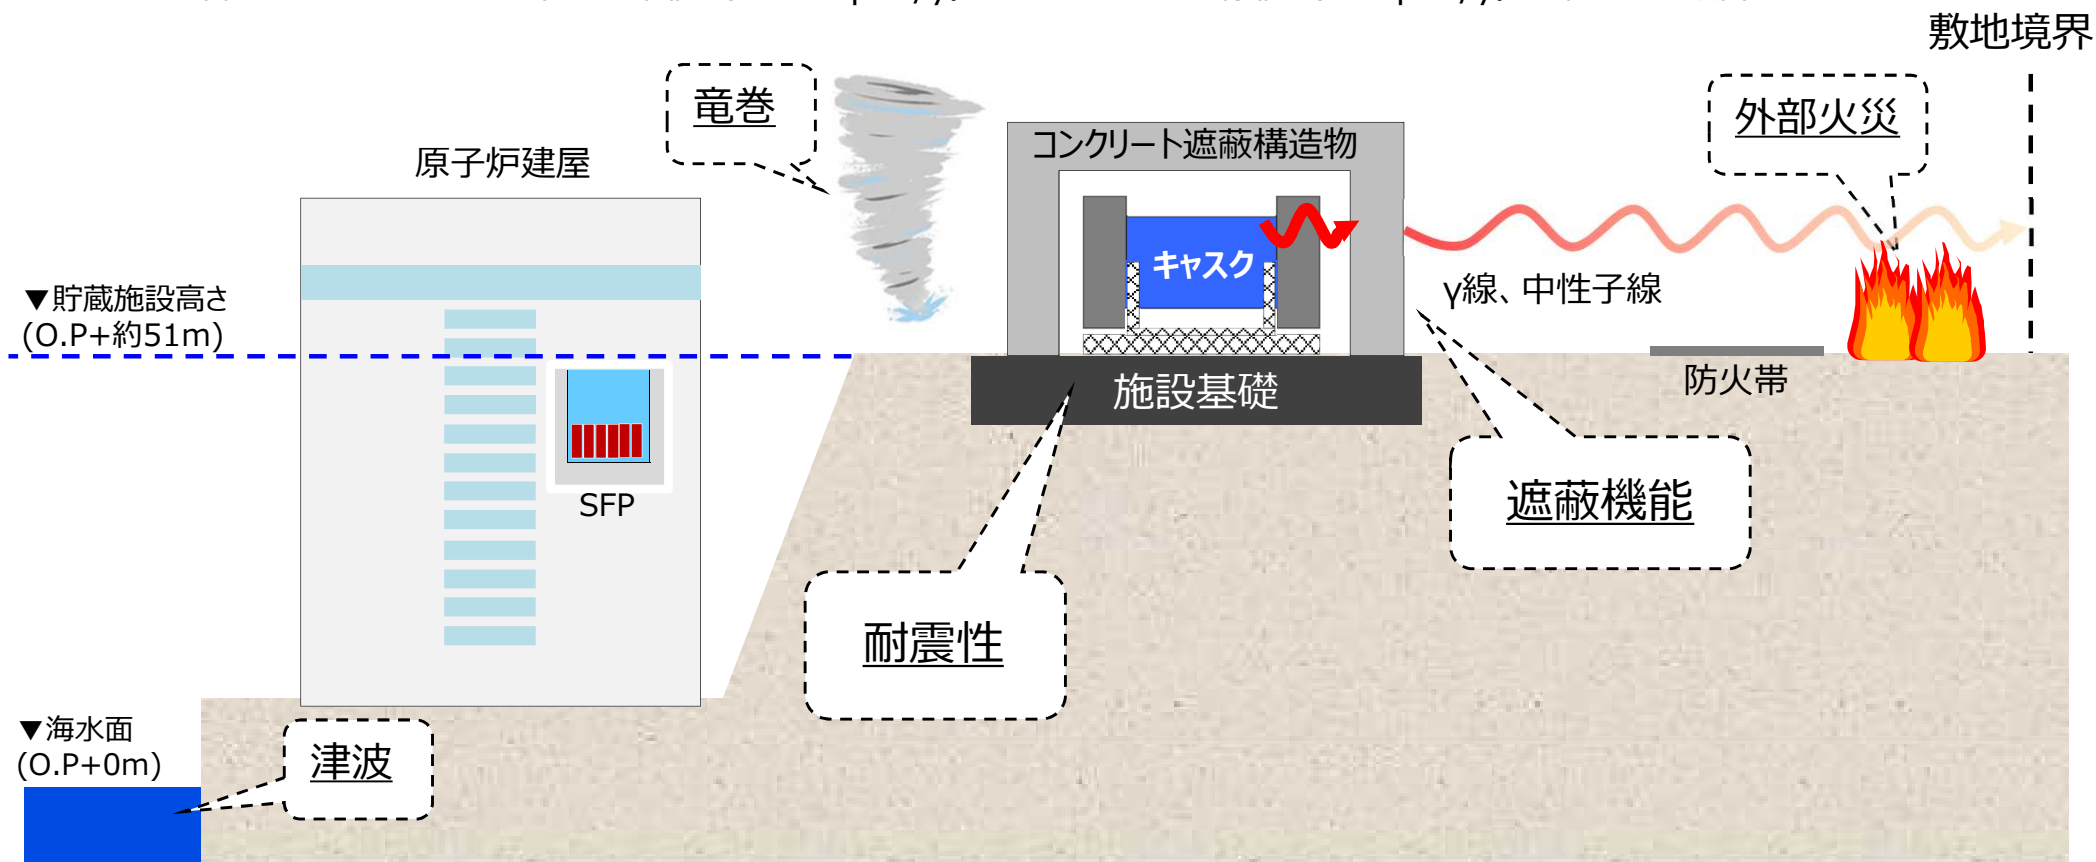 敷地境界
竜巻
外部火災
コンクリート遮蔽構造物
原子炉建屋
キャスク
▼貯蔵施設高さ
(O.P+約51m)
γ線、中性子線
防火帯
施設基礎
SFP
遮蔽機能
耐震性
▼海水面
(O.P+0m)
津波